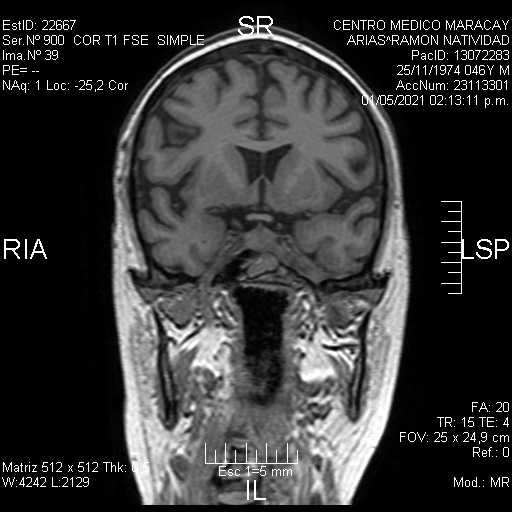 EstID: 22667
Ser.Nº 900 COR T1 FSE SIMPLE
Ima.Nº 39
PE= --
NAq: 1 Loc: -25,2 Cor
SR
CENTRO MEDICO MARACAY
ARIAS^RAMON NATIVIDAD
PacID: 13072283
25/11/1974 046Y M
AccNum: 23113301
01/05/2021 02:13:11 p.m.
RIA
LSP
Matriz 512 x 512 Thk: 0,5
W:4242 L:2129
Esc 1=5 mm
IL
FA: 20
TR: 15 TE: 4
FOV: 25 x 24,9 cm
Ref.: 0
Mod.: MR